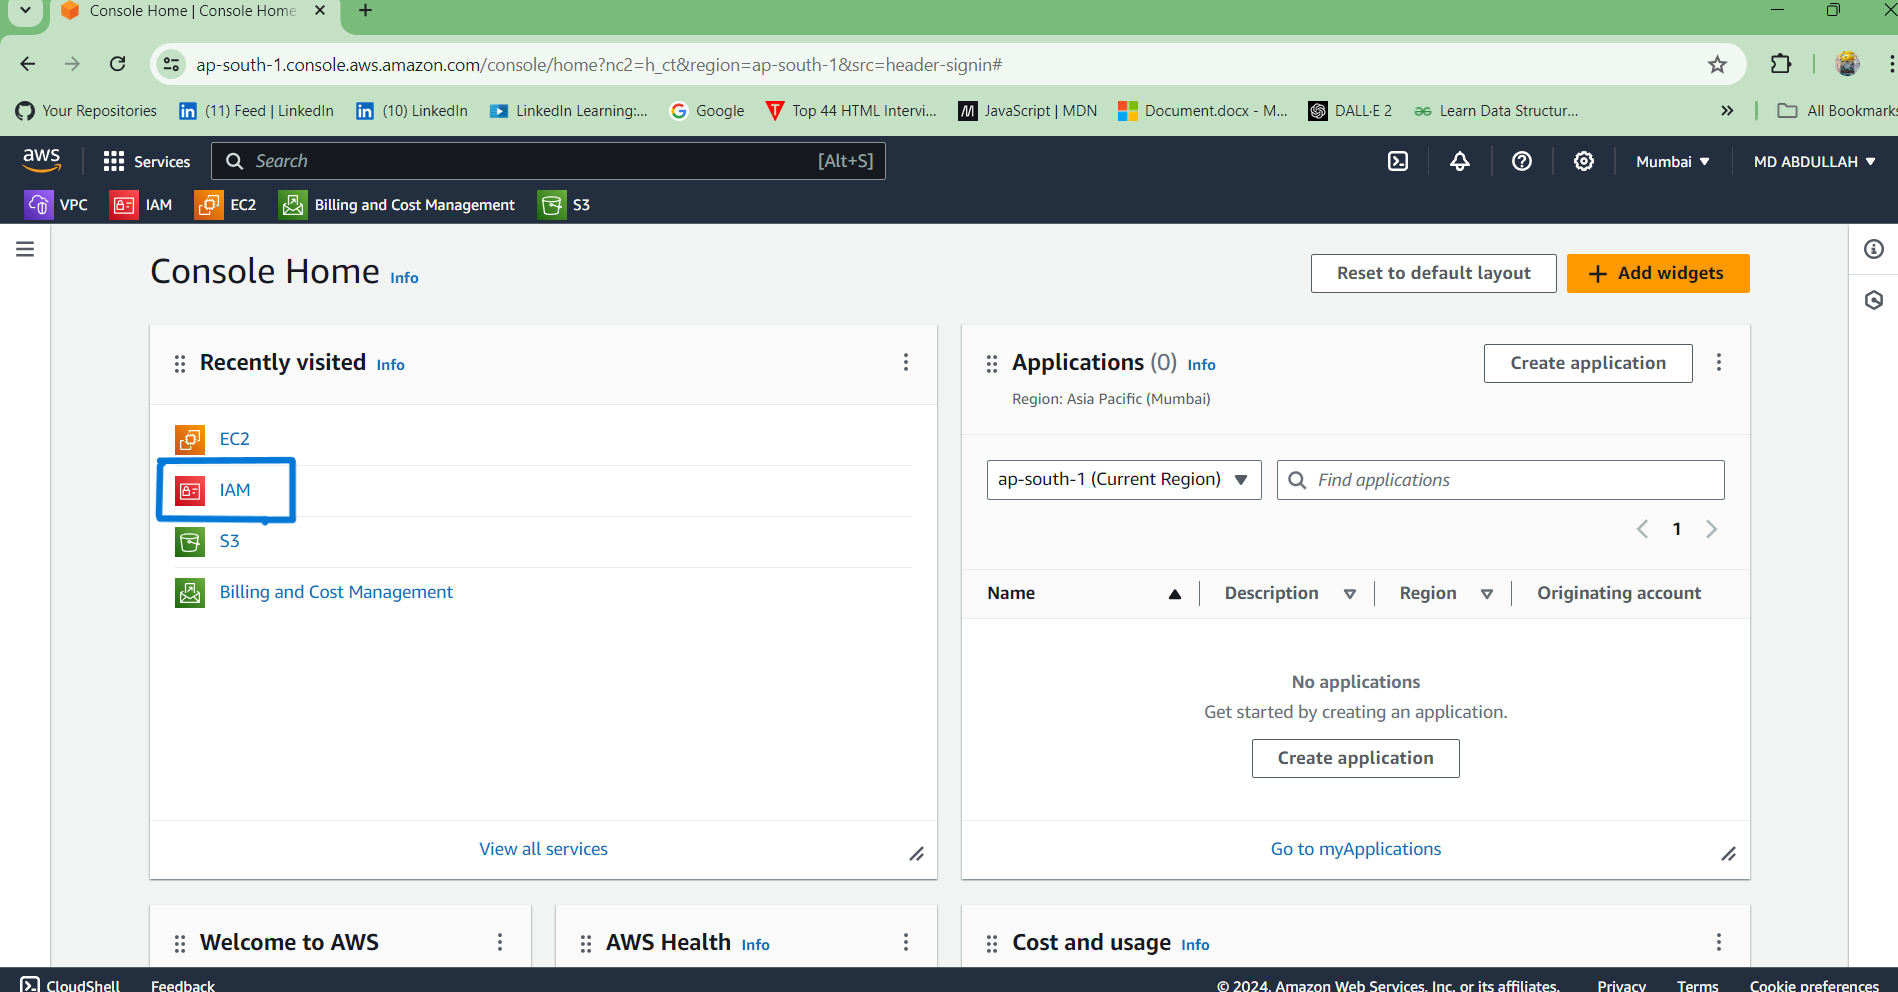 Console Home | Console Home
ap-south-1.console.aws.amazon.com/console/home?nc2=h_ct&region=ap-south-1&src=header-signin#
Your Repositories (11) Feed | LinkedIn (10) LinkedIn LinkedIn Learning:... Google Top 44 HTML Intervi... JavaScript | MDN Document.docx - M... DALL·E 2 Learn Data Structur... All Bookmarks
aws Services Search [Alt+S] Mumbai MD ABDULLAH
VPC IAM EC2 Billing and Cost Management S3
Console Home Info
Reset to default layout
Add widgets
Recently visited Info
EC2
IAM
S3
Billing and Cost Management
View all services
Applications (0) Info
Create application
Region: Asia Pacific (Mumbai)
ap-south-1 (Current Region)
Find applications
1
Name Description Region Originating account
No applications
Get started by creating an application.
Create application
Go to myApplications
Welcome to AWS
AWS Health Info
Cost and usage Info
CloudShell Feedback © 2024, Amazon Web Services, Inc. or its affiliates. Privacy Terms Cookie preferences